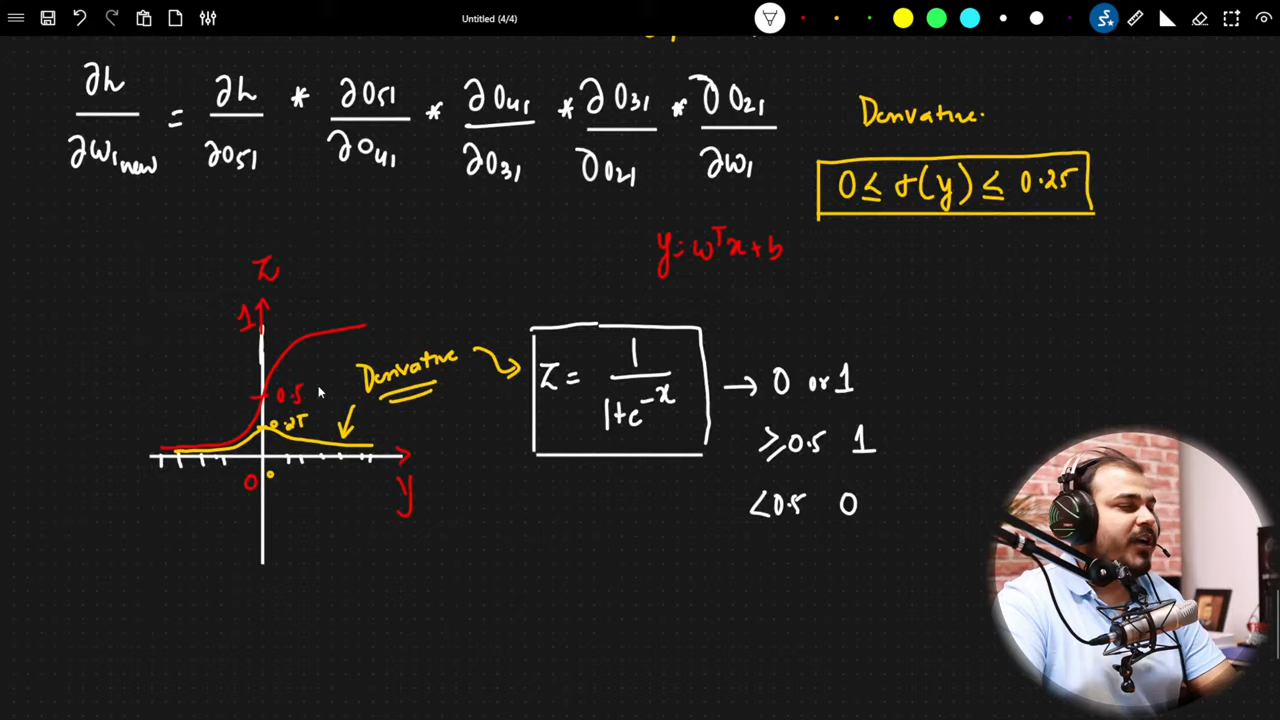 Untitled (4/4)
∂h / ∂w₁new = ∂h / ∂O51 * ∂O51 / ∂O41 * ∂O41 / ∂O31 * ∂O31 / ∂O21 * ∂O21 / ∂w₁
Derivative.
0 ≤ σ(y) ≤ 0.25
y = wᵀx + b
Z
1
0.5
0.25
0
0
y
Derivative
Z = 1 / 1+e⁻ˣ → 0 or 1
≥0.5 1
<0.5 0